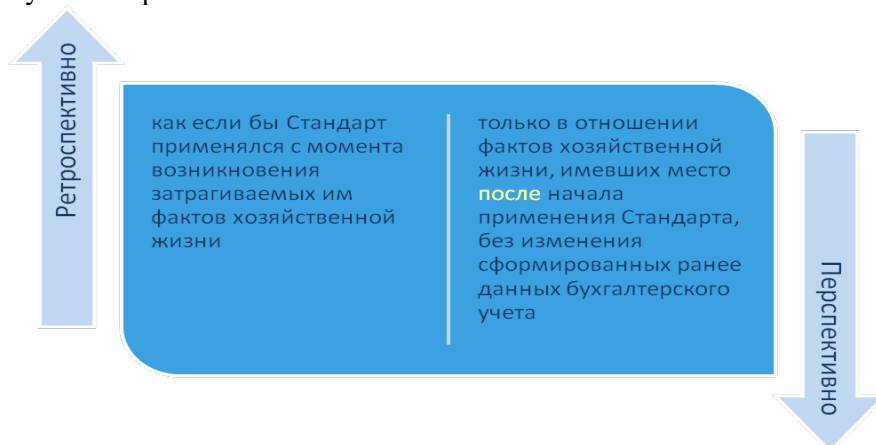 Ретроспективно
как если бы Стандарт
применялся с момента
возникновения
затрагиваемых им
фактов хозяйственной
жизни
только в отношении
фактов хозяйственной
жизни, имевших место
после начала
применения Стандарта,
без изменения
сформированных ранее
данных бухгалтерского
учета
Перспективно